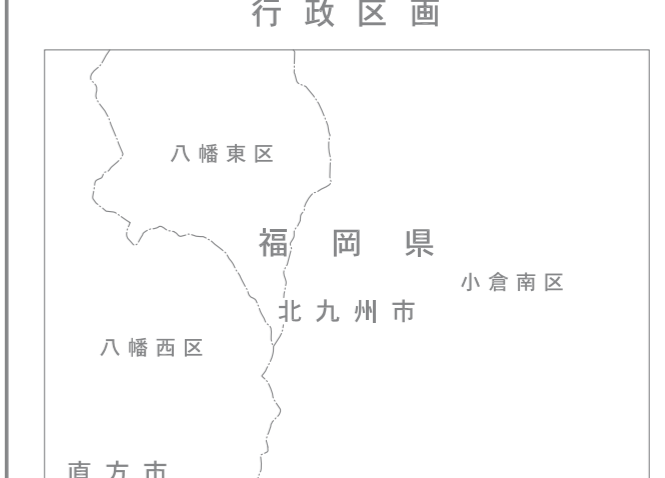 行政区画
八幡東区
福岡県
小倉南区
北九州市
八幡西区
直方市